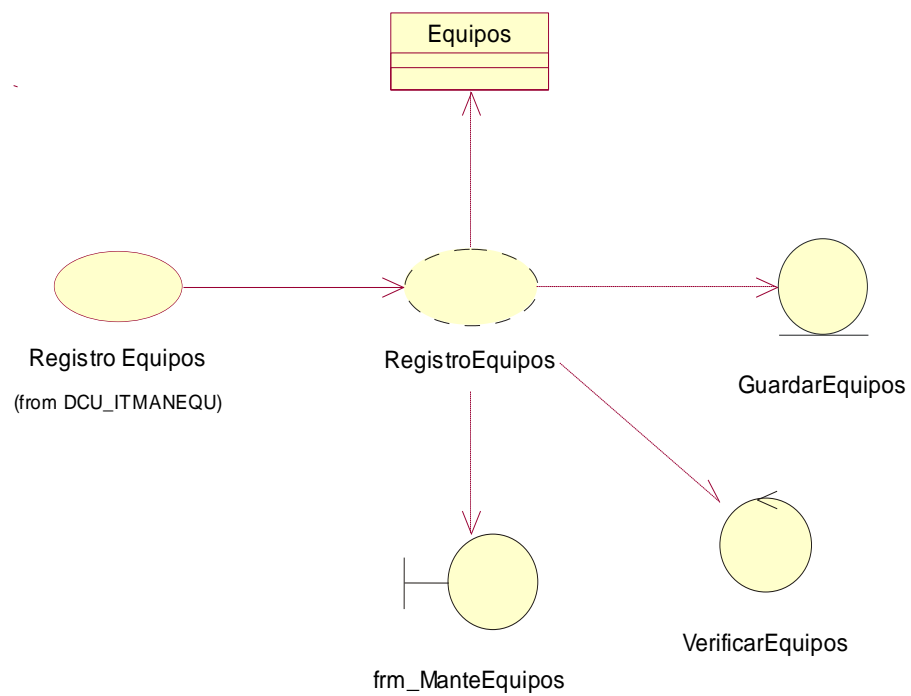 Equipos
Registro Equipos
(from DCU_ITMANEQU)
RegistroEquipos
GuardarEquipos
VerificarEquipos
frm_ManteEquipos